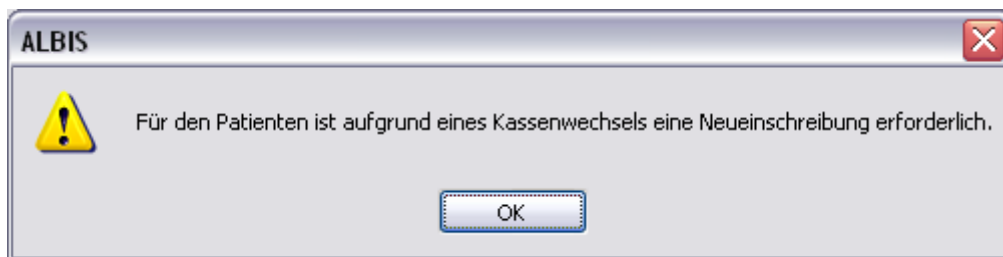 ALBIS
Für den Patienten ist aufgrund eines Kassenwechsels eine Neueinschreibung erforderlich.
OK